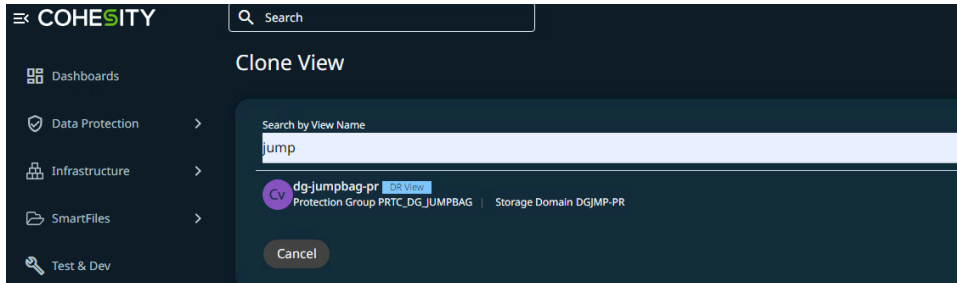 COHESITY
Search
Clone View
Dashboards
Data Protection
Infrastructure
SmartFiles
Test & Dev
Search by View Name
jump
Cv
dg-jumpbag-pr DR View
Protection Group PRTC_DG_JUMPBAG | Storage Domain DGJMP-PR
Cancel